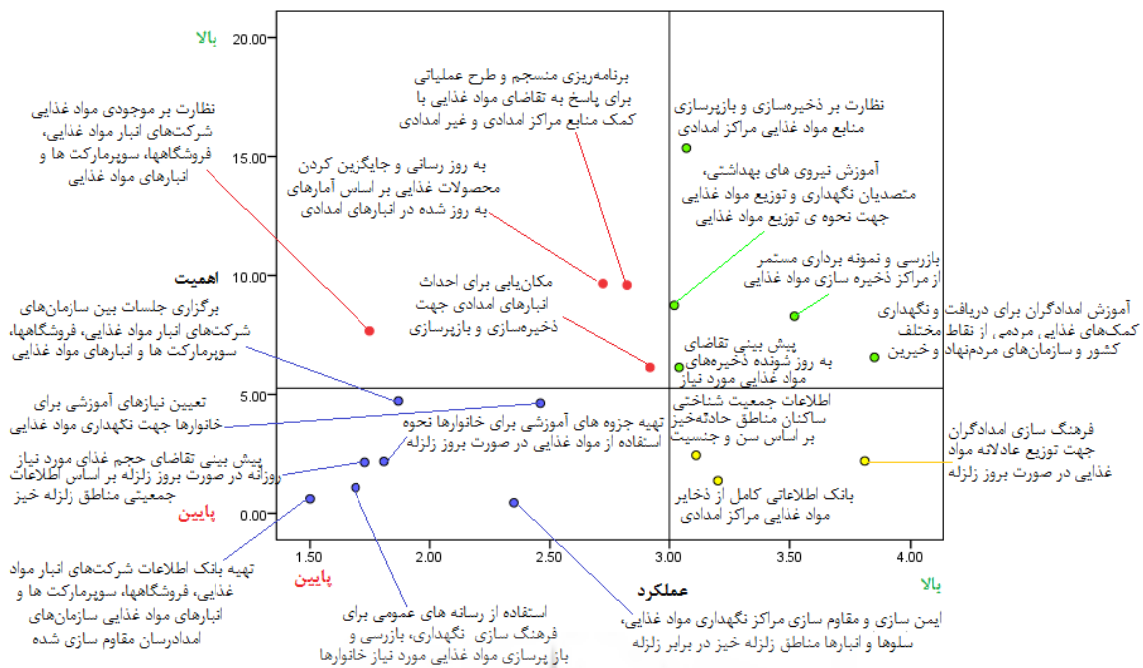 بالا
20.00
15.00
10.00
5.00
0.00
اهمیت
پایین
نظارت بر موجودی مواد غذایی
شرکت‌های انبار مواد غذایی،
فروشگاهها، سوپرمارکت ها و
انبارهای مواد غذایی
برنامه‌ریزی منسجم و طرح عملیاتی
برای پاسخ به تقاضای مواد غذایی با
کمک منابع مراکز امدادی و غیر امدادی
به روز رسانی و جایگزین کردن
محصولات غذایی بر اساس آمارهای
به روز شده در انبارهای امدادی
مکان‌یابی برای احداث
انبارهای امدادی جهت
ذخیره‌سازی و بازپرسازی
نظارت بر ذخیره‌سازی و بازپرسازی
منابع مواد غذایی مراکز امدادی
آموزش نیروی های بهداشتی،
متصدیان نگهداری و توزیع مواد غذایی
جهت نحوه ی توزیع مواد غذایی
بازرسی و نمونه برداری مستمر
از مراکز ذخیره سازی مواد غذایی
آموزش امدادگران برای دریافت و نگهداری
کمک‌های غذایی مردمی از نقاط مختلف
کشور و سازمان‌های مردم‌نهاد و خیرین
پیش بینی تقاضای
به روز شونده ذخیره‌های
مواد غذایی مورد نیاز
برگزاری جلسات بین سازمان‌های
شرکت‌های انبار مواد غذایی، فروشگاهها،
سوپرمارکت ها و انبارهای مواد غذایی
تعیین نیازهای آموزشی برای
خانوارها جهت نگهداری مواد غذایی
تهیه جزوه های آموزشی برای خانوارها نحوه
استفاده از مواد غذایی در صورت بروز زلزله
پیش بینی تقاضای حجم غذای مورد نیاز
روزانه در صورت بروز زلزله بر اساس اطلاعات
جمعیتی مناطق زلزله خیز
اطلاعات جمعیت شناختی
ساکنان مناطق حادثه‌خیز
بر اساس سن و جنسیت
فرهنگ سازی امدادگران
جهت توزیع عادلانه مواد
غذایی در صورت بروز زلزله
بانک اطلاعاتی کامل از ذخایر
مواد غذایی مراکز امدادی
1.50
2.00
2.50
3.00
3.50
4.00
پایین
عملکرد
بالا
تهیه بانک اطلاعات شرکت‌های انبار مواد
غذایی، فروشگاهها، سوپرمارکت ها و
انبارهای مواد غذایی سازمان‌های
امدادرسان مقاوم سازی شده
استفاده از رسانه های عمومی برای
فرهنگ سازی نگهداری، بازرسی و
باز پرسازی مواد غذایی مورد نیاز خانوارها
ایمن سازی و مقاوم سازی مراکز نگهداری مواد غذایی،
سلوها و انبارها مناطق زلزله خیز در برابر زلزله